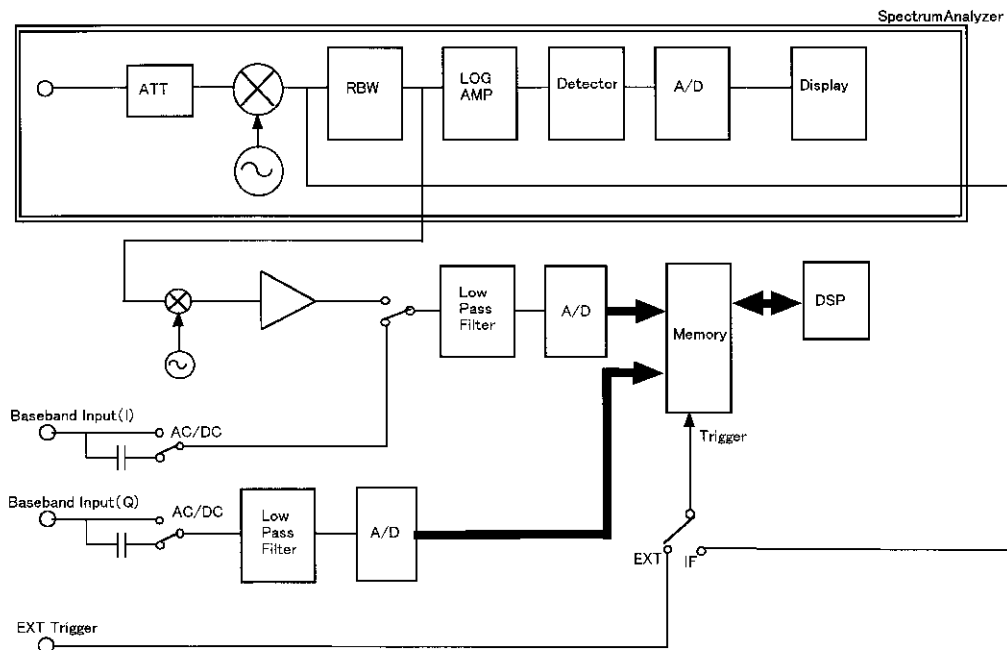 SpectrumAnalyzer
ATT
RBW
LOG
AMP
Detector
A/D
Display
Low
Pass
Filter
A/D
Memory
DSP
Baseband Input(I)
AC/DC
Trigger
Baseband Input(Q)
AC/DC
Low
Pass
Filter
A/D
EXT
IF
EXT Trigger